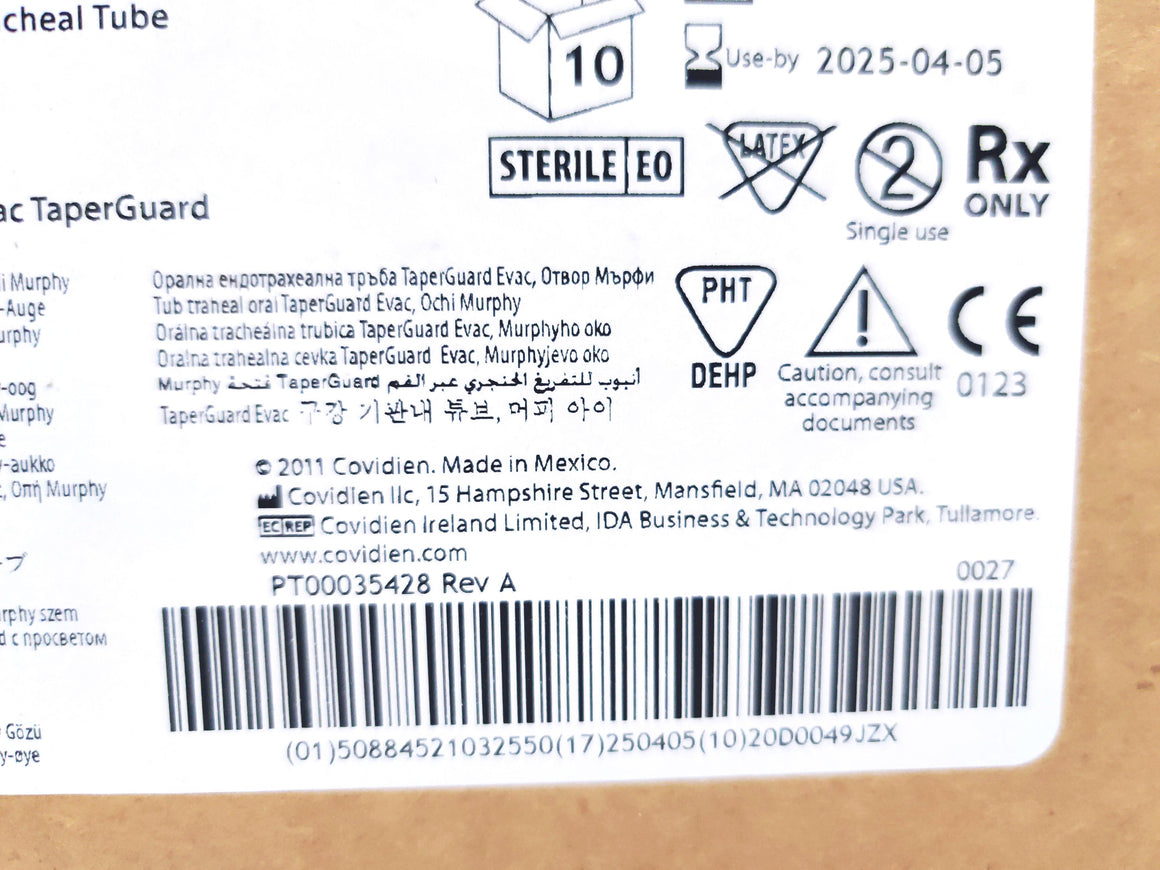 cheal Tube
10
Use-by 2025-04-05
STERILE EO
LATEX
2
Single use
Rx
ONLY
ac TaperGuard
i Murphy
-Auge
urphy
-oog
Murphy
e
y-aukko
, Οπή Murphy
ープ
rphy szem
d с просветом
Gözü
y-øye
Орална ендотрахеална тръба TaperGuard Evac, Отвор Мърфи
Tub traheal oral TaperGuard Evac, Ochi Murphy
Orálna tracheálna trubica TaperGuard Evac, Murphyho oko
Oralna trahealna cevka TaperGuard Evac, Murphyjevo oko
أنبوب للتفريغ الحنجري عبر الفم TaperGuard فتحة Murphy
TaperGuard Evac 구강 기관내 튜브, 머피 아이
PHT
DEHP
Caution, consult
accompanying
documents
CE
0123
© 2011 Covidien. Made in Mexico.
Covidien llc, 15 Hampshire Street, Mansfield, MA 02048 USA.
EC REP Covidien Ireland Limited, IDA Business & Technology Park, Tullamore.
www.covidien.com
PT00035428 Rev A
0027
(01)50884521032550(17)250405(10)20D0049JZX